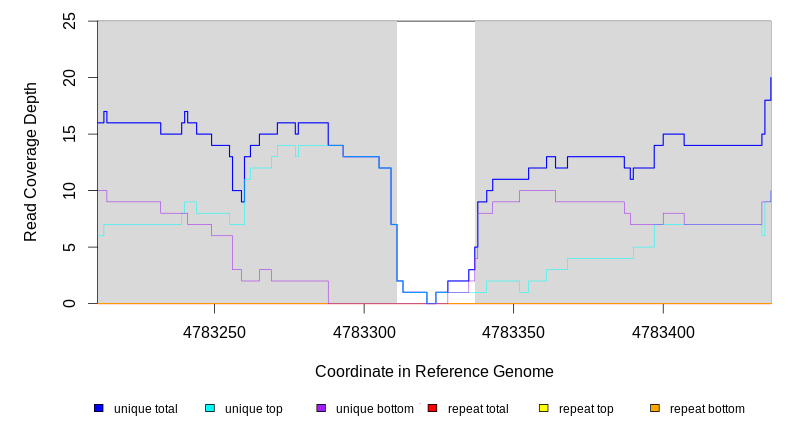 25
20
15
10
5
0
Read Coverage Depth
4783250 4783300 4783350 4783400
Coordinate in Reference Genome
unique total unique top unique bottom repeat total repeat top repeat bottom